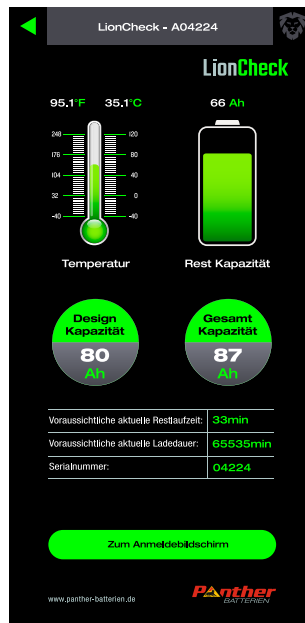 LionCheck - A04224
LionCheck
95.1°F 35.1°C 66 Ah
248 120
176 80
104 40
32 0
-40 -40
Temperatur Rest Kapazität
Design Gesamt
Kapazität Kapazität
80 87
Ah Ah
Voraussichtliche aktuelle Restlaufzeit: 33min
Voraussichtliche aktuelle Ladedauer: 65535min
Serialnummer: 04224
Zum Anmeldebildschirm
www.panther-batterien.de Panther
BATTERIEN